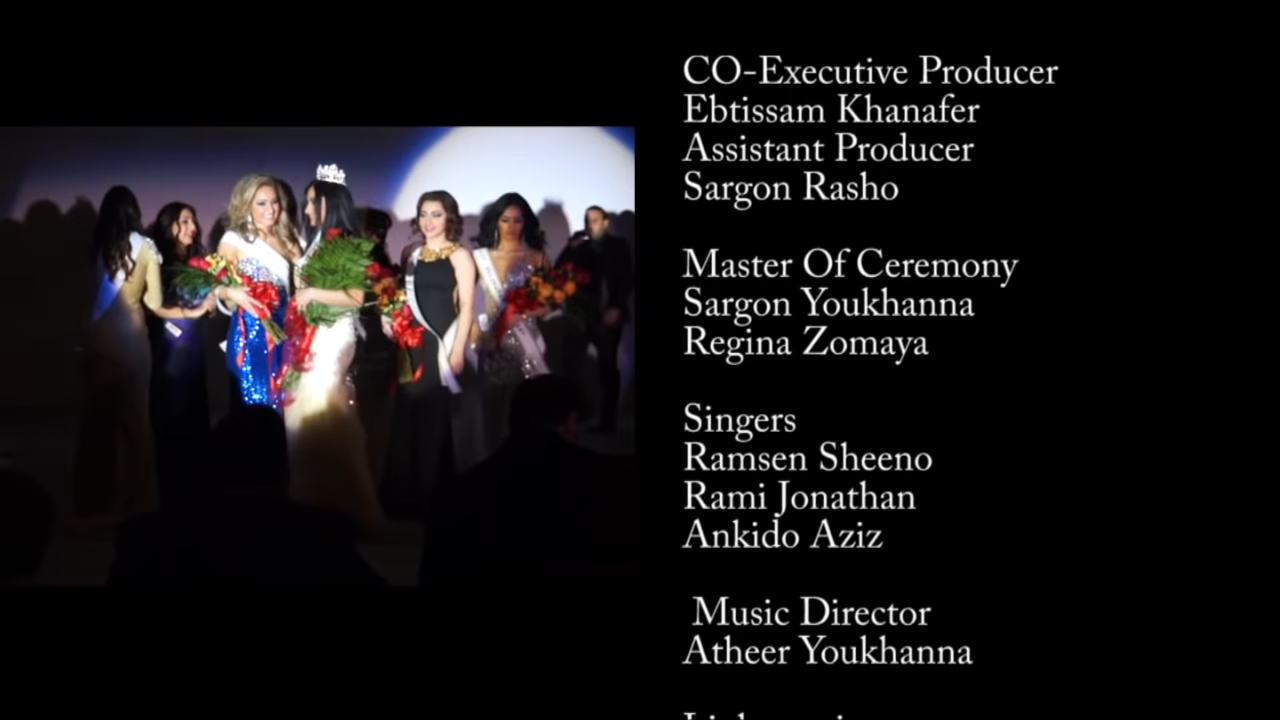 CO-Executive Producer
Ebtissam Khanafer
Assistant Producer
Sargon Rasho
Master Of Ceremony
Sargon Youkhanna
Regina Zomaya
Singers
Ramsen Sheeno
Rami Jonathan
Ankido Aziz
Music Director
Atheer Youkhanna